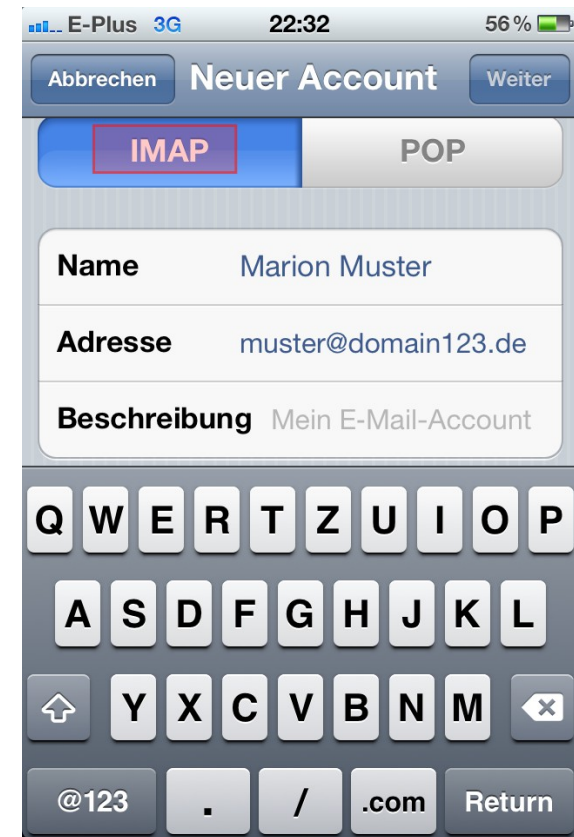 E-Plus 3G 22:32 56 %
Abbrechen Neuer Account Weiter
IMAP POP
Name Marion Muster
Adresse muster@domain123.de
Beschreibung Mein E-Mail-Account
Q W E R T Z U I O P
A S D F G H J K L
Y X C V B N M
@123 . / .com Return